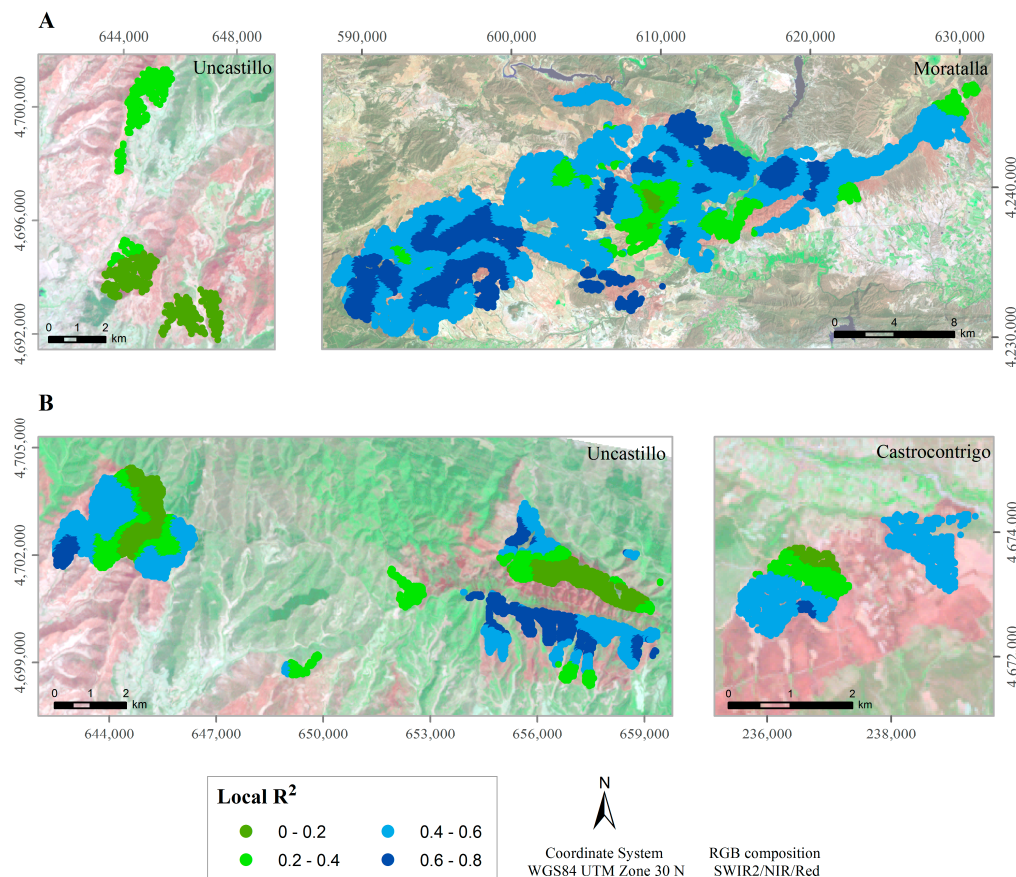 A
644,000 648,000
590,000 600,000 610,000 620,000 630,000
Uncastillo
Moratalla
4,700,000
4,696,000
4,692,000
4,240,000
4,230,000
0 1 2
km
0 4 8
km
B
Uncastillo
Castrocontrigo
4,705,000
4,702,000
4,699,000
4,674,000
4,672,000
0 1 2
km
0 1 2
km
644,000 647,000 650,000 653,000 656,000 659,000
236,000 238,000
Local R2
0 - 0.2
0.4 - 0.6
0.2 - 0.4
0.6 - 0.8
N
Coordinate System
WGS84 UTM Zone 30 N
RGB composition
SWIR2/NIR/Red